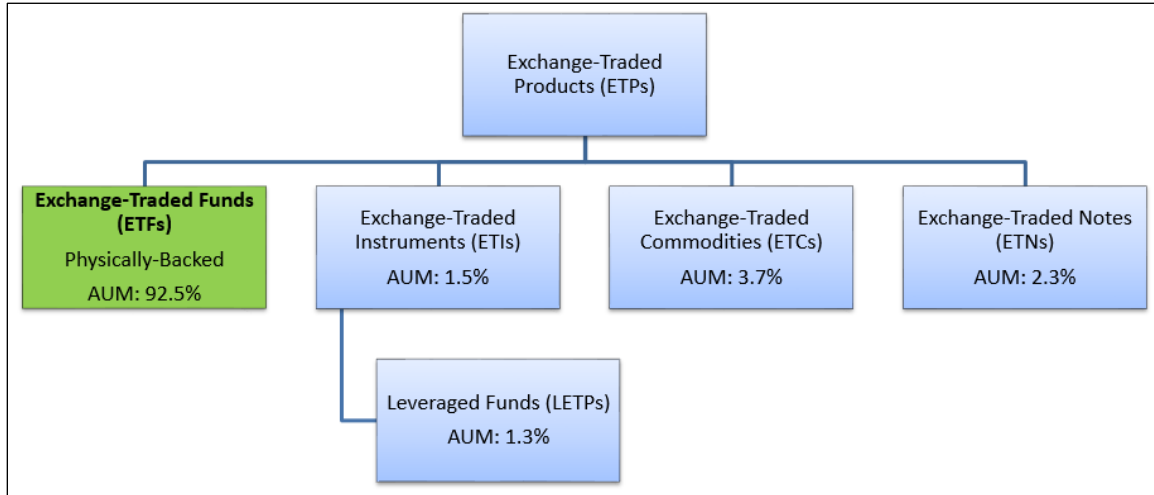 Exchange-Traded
Products (ETPs)
Exchange-Traded Funds
(ETFs)
Physically-Backed
AUM: 92.5%
Exchange-Traded
Instruments (ETIs)
AUM: 1.5%
Exchange-Traded
Commodities (ETCs)
AUM: 3.7%
Exchange-Traded Notes
(ETNs)
AUM: 2.3%
Leveraged Funds (LETPs)
AUM: 1.3%